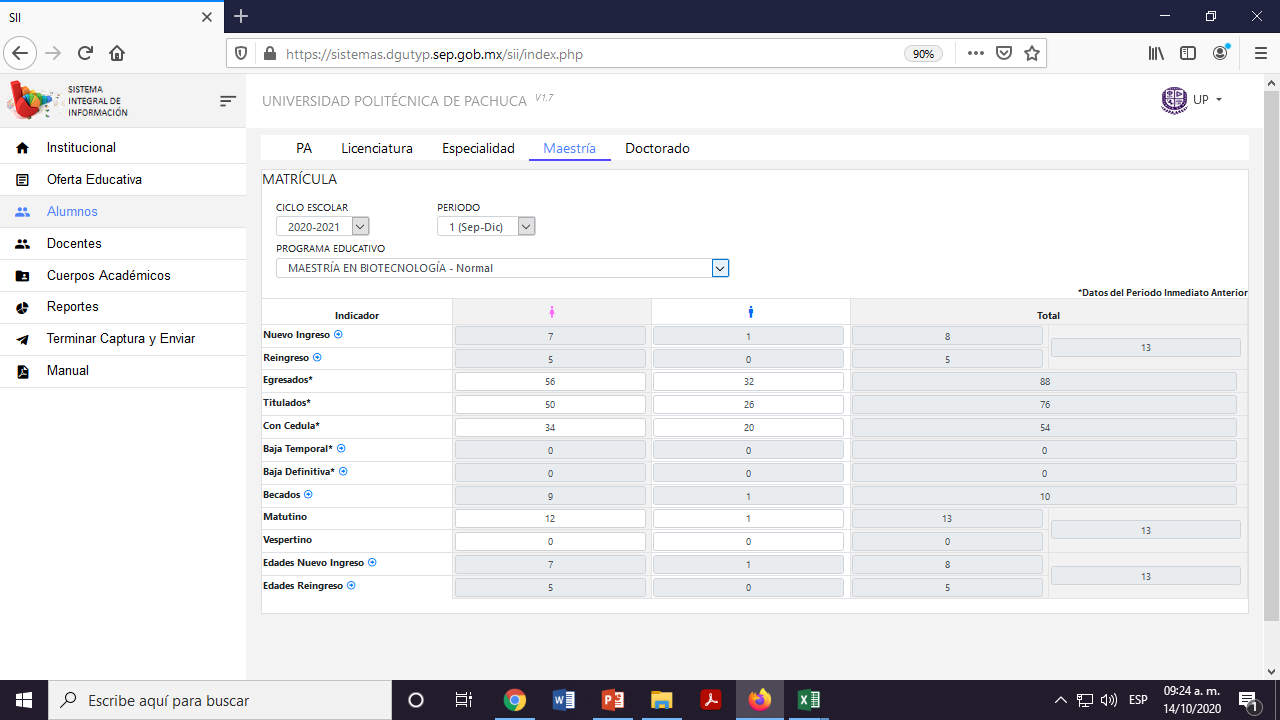 SII
https://sistemas.dgutyp.sep.gob.mx/sii/index.php
90%
SISTEMA
INTEGRAL DE
INFORMACIÓN
UNIVERSIDAD POLITÉCNICA DE PACHUCA V1.7
UP
Institucional
Oferta Educativa
Alumnos
Docentes
Cuerpos Académicos
Reportes
Terminar Captura y Enviar
Manual
PA Licenciatura Especialidad Maestría Doctorado
MATRÍCULA
CICLO ESCOLAR PERIODO
2020-2021 1 (Sep-Dic)
PROGRAMA EDUCATIVO
MAESTRÍA EN BIOTECNOLOGÍA - Normal
*Datos del Periodo Inmediato Anterior
Indicador Total
Nuevo Ingreso 7 1 8 13
Reingreso 5 0 5
Egresados* 56 32 88
Titulados* 50 26 76
Con Cedula* 34 20 54
Baja Temporal* 0 0 0
Baja Definitiva* 0 0 0
Becados 9 1 10
Matutino 12 1 13 13
Vespertino 0 0 0
Edades Nuevo Ingreso 7 1 8 13
Edades Reingreso 5 0 5
Escribe aquí para buscar
ESP
09:24 a. m.
14/10/2020
1